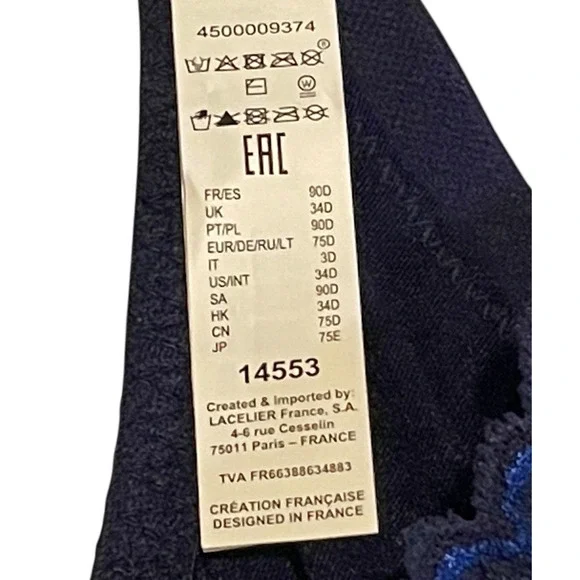 4500009374
EAC
FR/ES 90D
UK 34D
PT/PL 90D
EUR/DE/RU/LT 75D
IT 3D
US/INT 34D
SA 90D
HK 34D
CN 75D
JP 75E
14553
Created & Imported by:
LACELIER France, S.A.
4-6 rue Cesselin
75011 Paris – FRANCE
TVA FR66388634883
CRÉATION FRANÇAISE
DESIGNED IN FRANCE